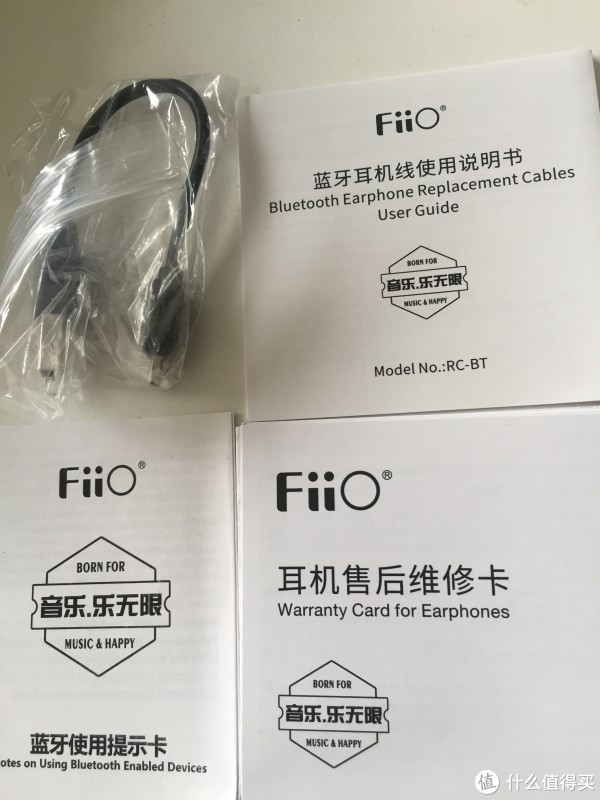 FiiO®
蓝牙耳机线使用说明书
Bluetooth Earphone Replacement Cables
User Guide
BORN FOR
音乐.乐无限
MUSIC & HAPPY
Model No.:RC-BT
FiiO®
BORN FOR
音乐.乐无限
MUSIC & HAPPY
蓝牙使用提示卡
otes on Using Bluetooth Enabled Devices
FiiO®
耳机售后维修卡
Warranty Card for Earphones
BORN FOR
音乐.乐无限
MUSIC & HAPPY
值 什么值得买